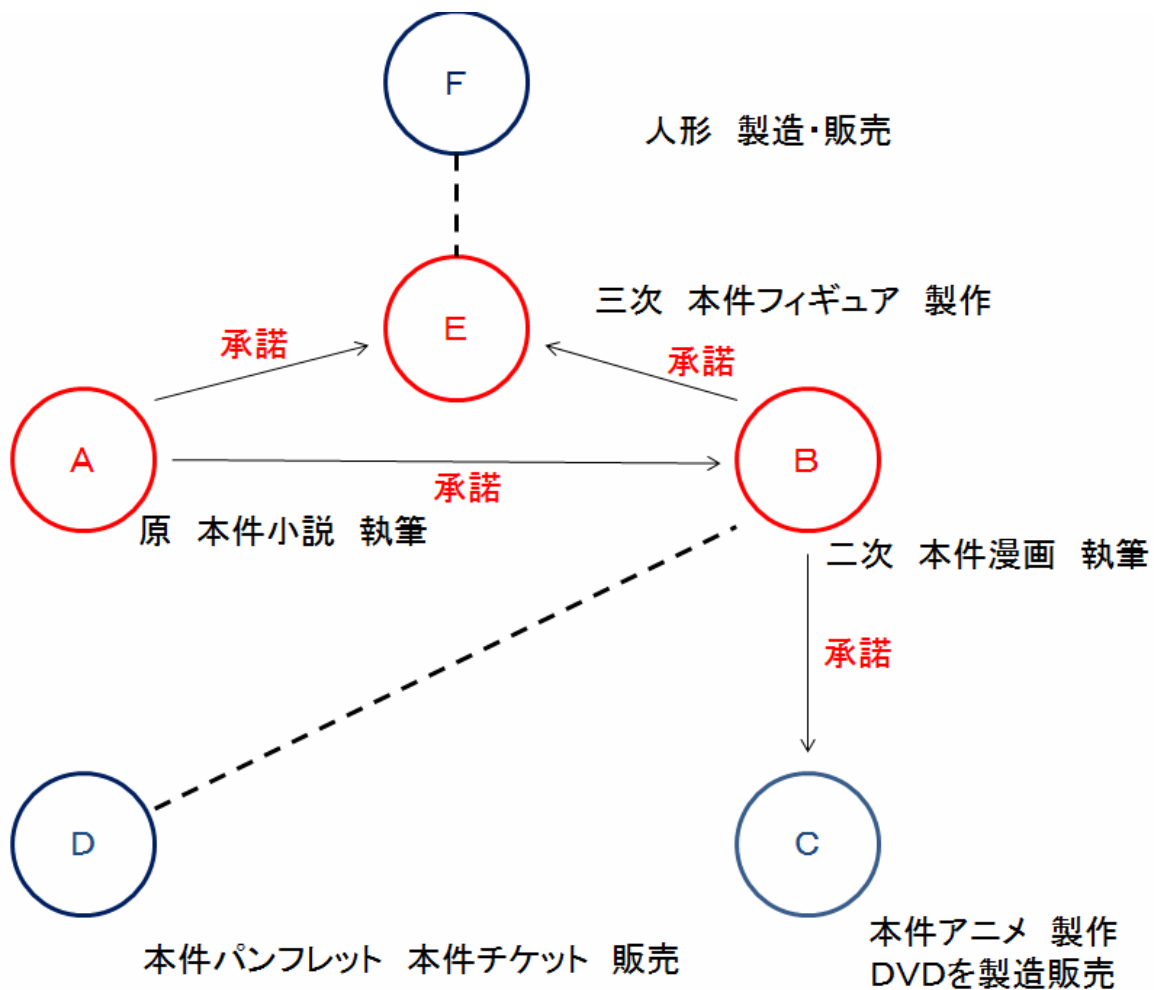 F
人形　製造・販売
三次　本件フィギュア　製作
E
承諾
承諾
A
B
承諾
原　本件小説　執筆
二次　本件漫画　執筆
承諾
D
C
本件パンフレット　本件チケット　販売
本件アニメ　製作
DVDを製造販売